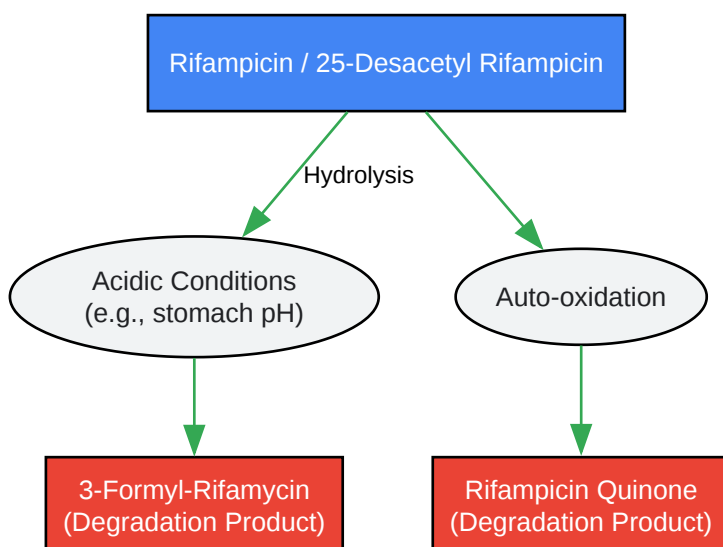 Rifampicin / 25-Desacetyl Rifampicin
Hydrolysis
Acidic Conditions
(e.g., stomach pH)
Auto-oxidation
3-Formyl-Rifamycin
(Degradation Product)
Rifampicin Quinone
(Degradation Product)